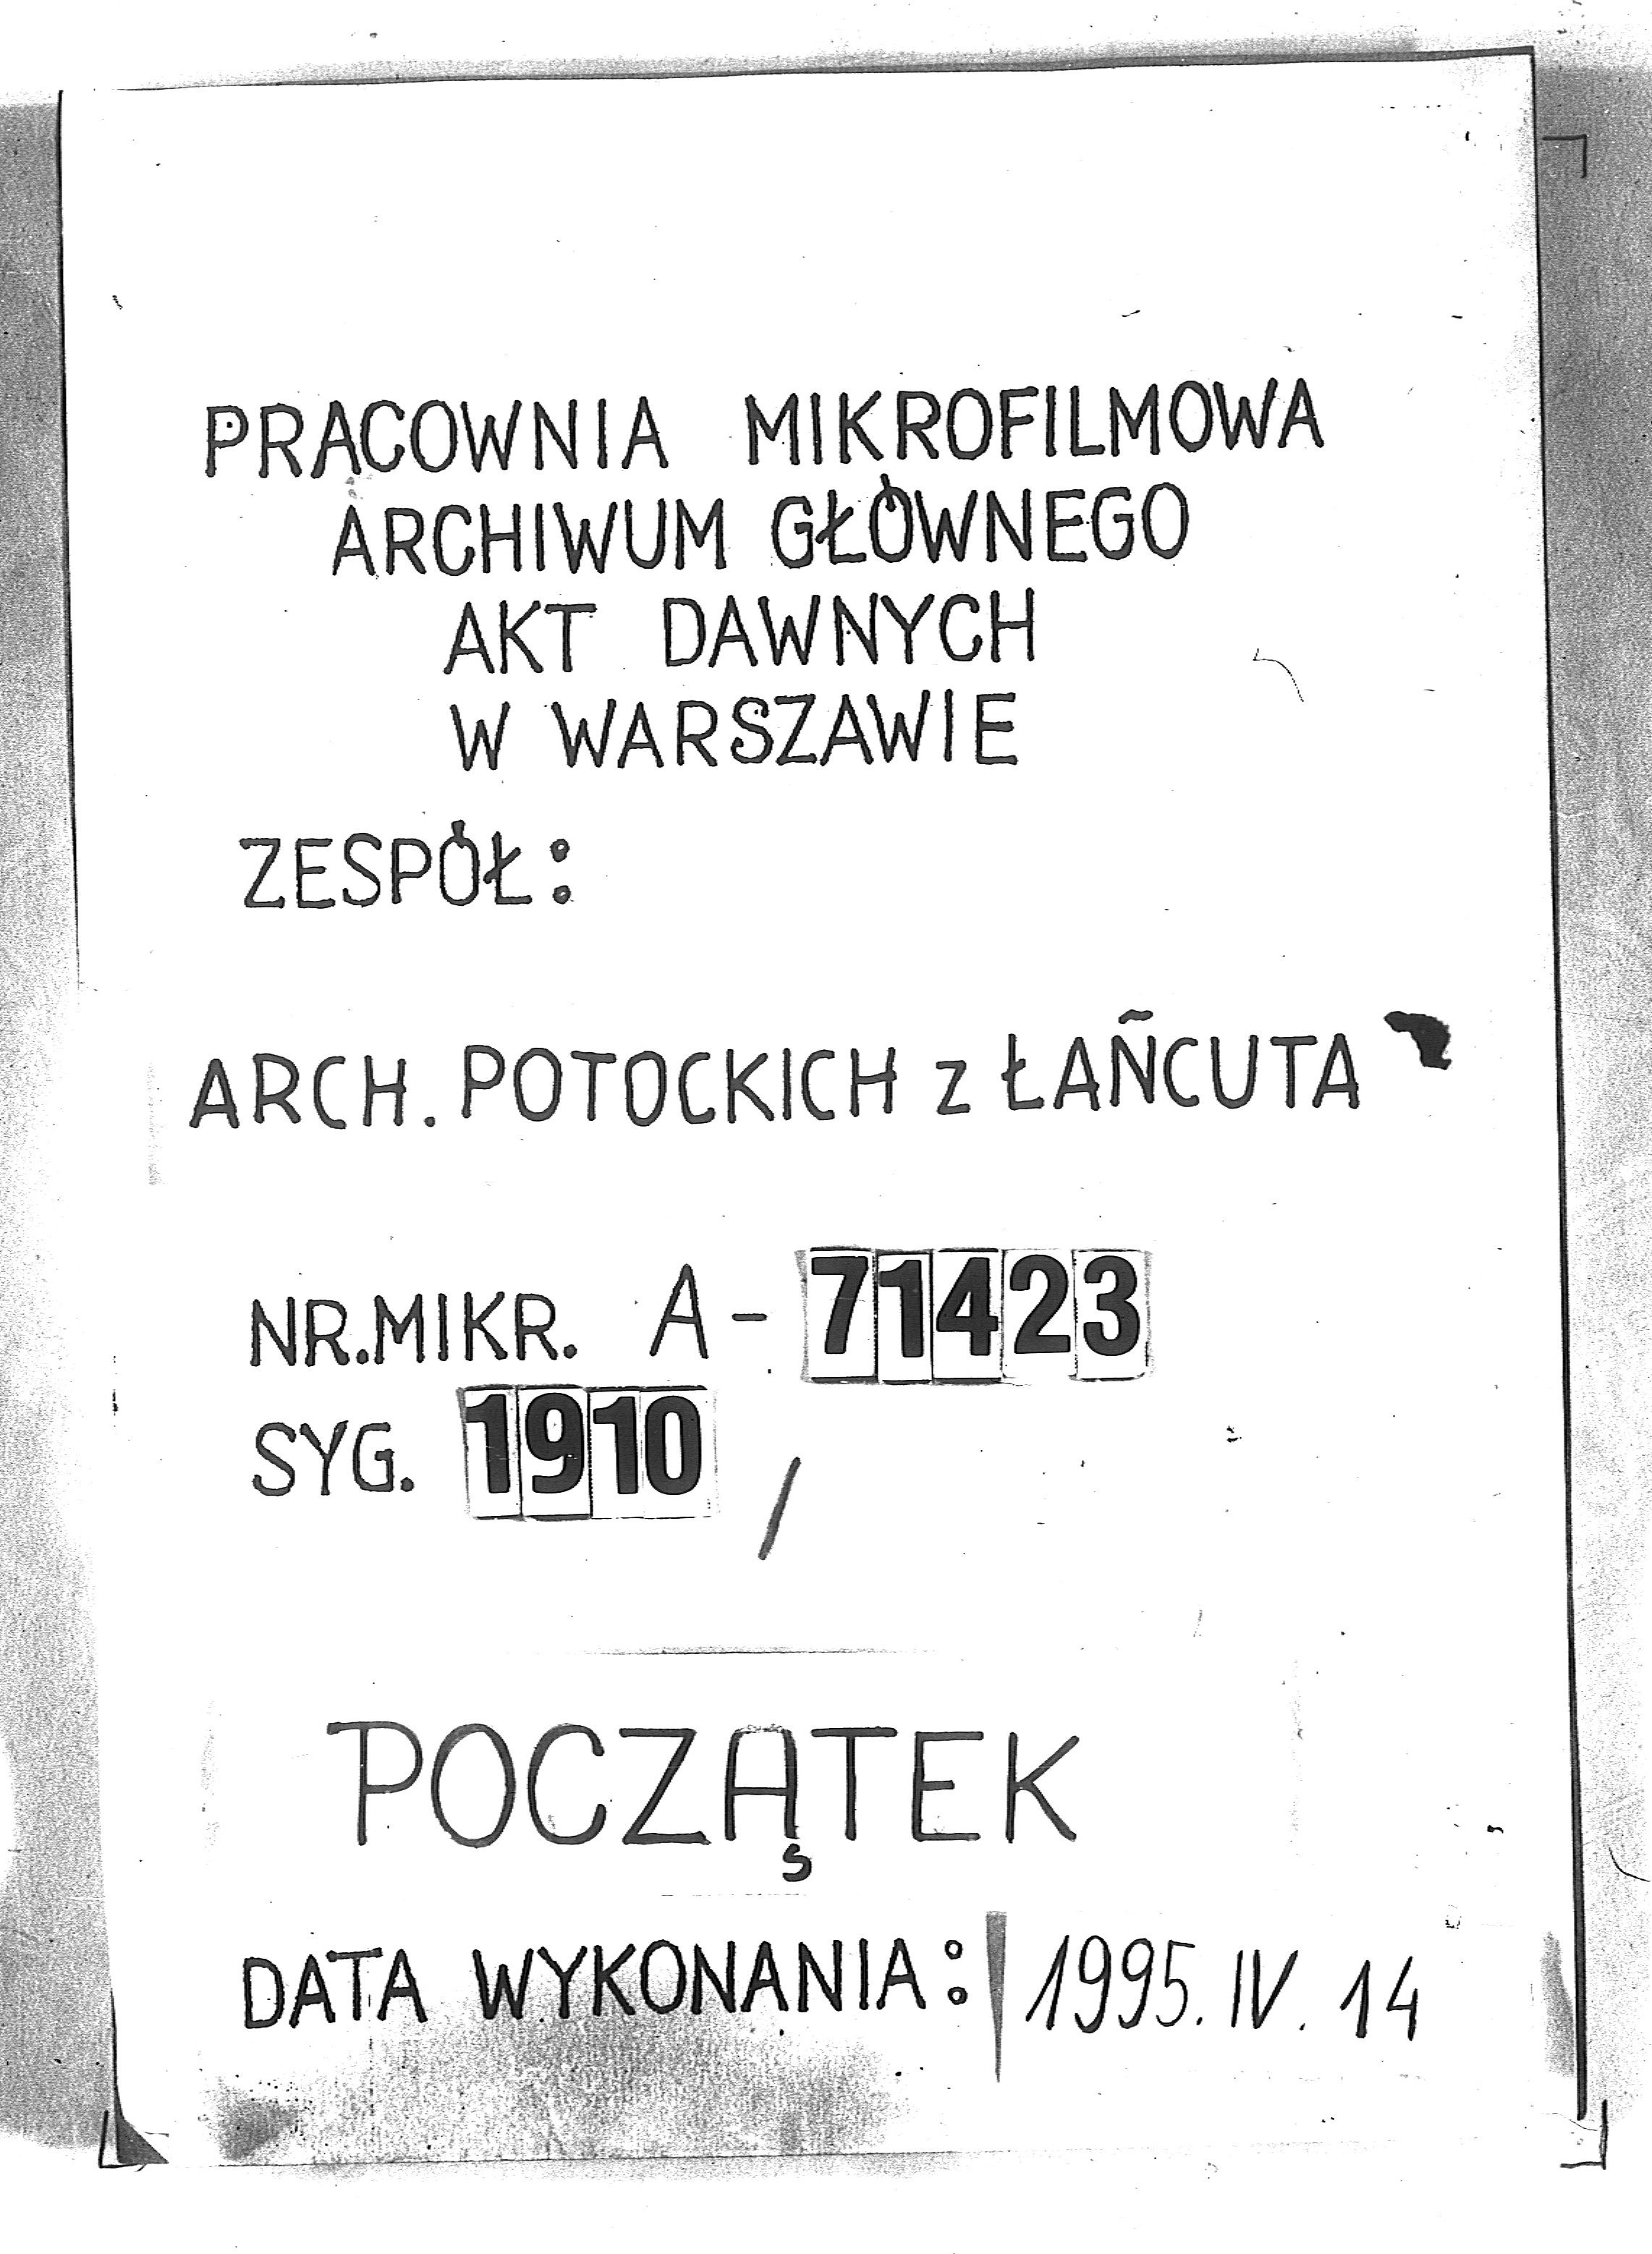 PRACOWNIA MIKROFILMOWA
ARCHIWUM GŁÓWNEGO
AKT DAWNYCH
W WARSZAWIE
ZESPÓŁ:
ARCH. POTOCKICH z ŁAŃCUTA
NR.MIKR. A-71423
SYG. 1910 /
POCZĄTEK
DATA WYKONANIA: 1995. IV. 14